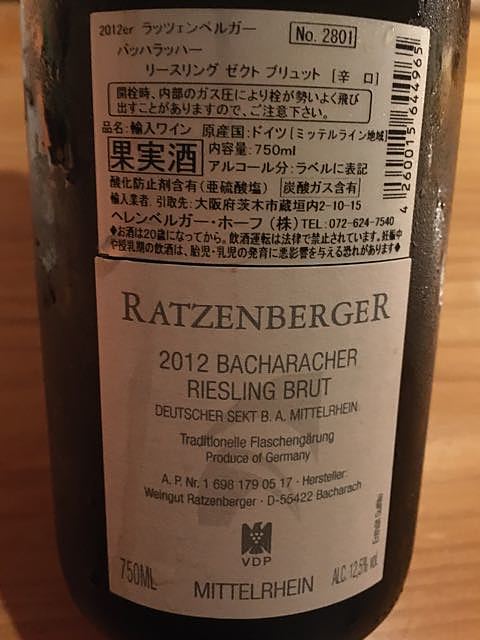 2012er ラッツェンベルガー No. 2801
バッハラッハー
リースリング ゼクト ブリュット [辛 口]
開栓時、内部のガス圧により栓が勢いよく飛び
出すことがありますので、ご注意下さい。
品名:輸入ワイン 原産国:ドイツ[ミッテルライン地域]
果実酒 内容量:750ml
アルコール分:ラベルに表記
酸化防止剤含有(亜硫酸塩) 炭酸ガス含有
輸入業者、引取先:大阪府茨木市蔵垣内2-10-15
ヘレンベルガー・ホーフ(株)TEL:072-624-7540
◆お酒は20歳になってから。飲酒運転は法律で禁止されています。妊娠中
や授乳期の飲酒は、胎児・乳児の発育に悪影響を与える恐れがあります◆
4 260015 644965
RATZENBERGER
2012 BACHARACHER
RIESLING BRUT
DEUTSCHER SEKT B. A. MITTELRHEIN
Traditionelle Flaschengärung
Produce of Germany
A. P. Nr. 1 698 179 05 17 · Hersteller:
Weingut Ratzenberger · D-55422 Bacharach
VDP
750ML
MITTELRHEIN
ALC. 12,5% VOL